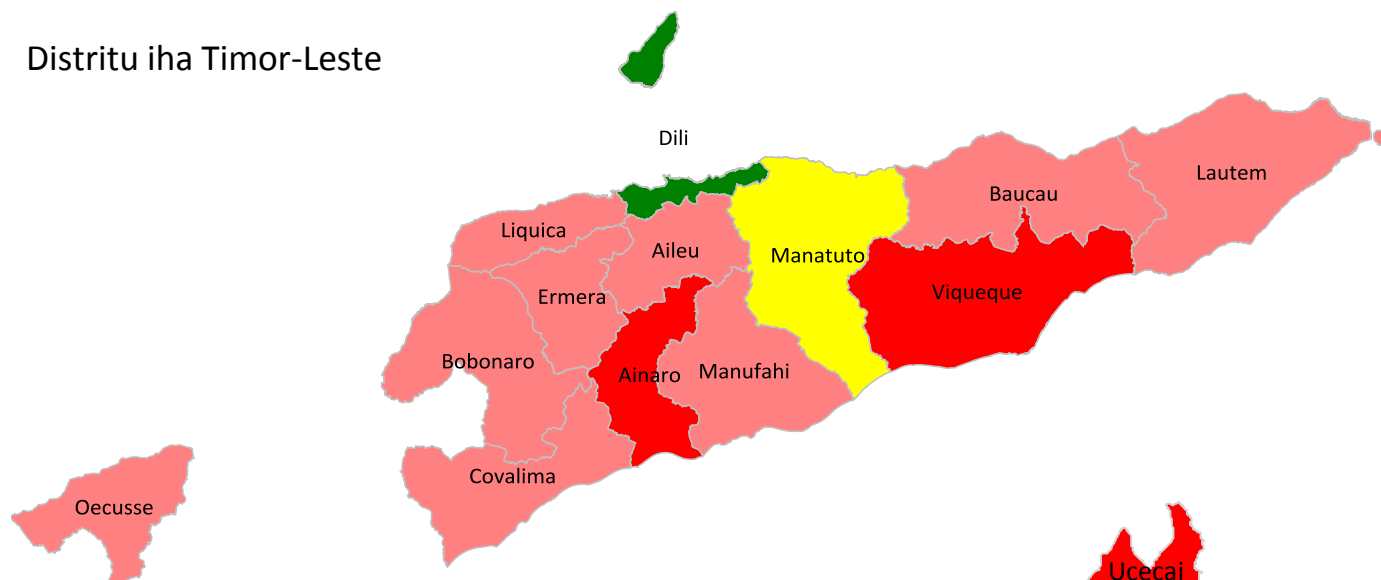 Distritu iha Timor-Leste
Dili
Lautem
Baucau
Liquica
Aileu
Manatuto
Ermera
Viqueque
Bobonaro
Ainaro
Manufahi
Covalima
Oecusse
Ucecai